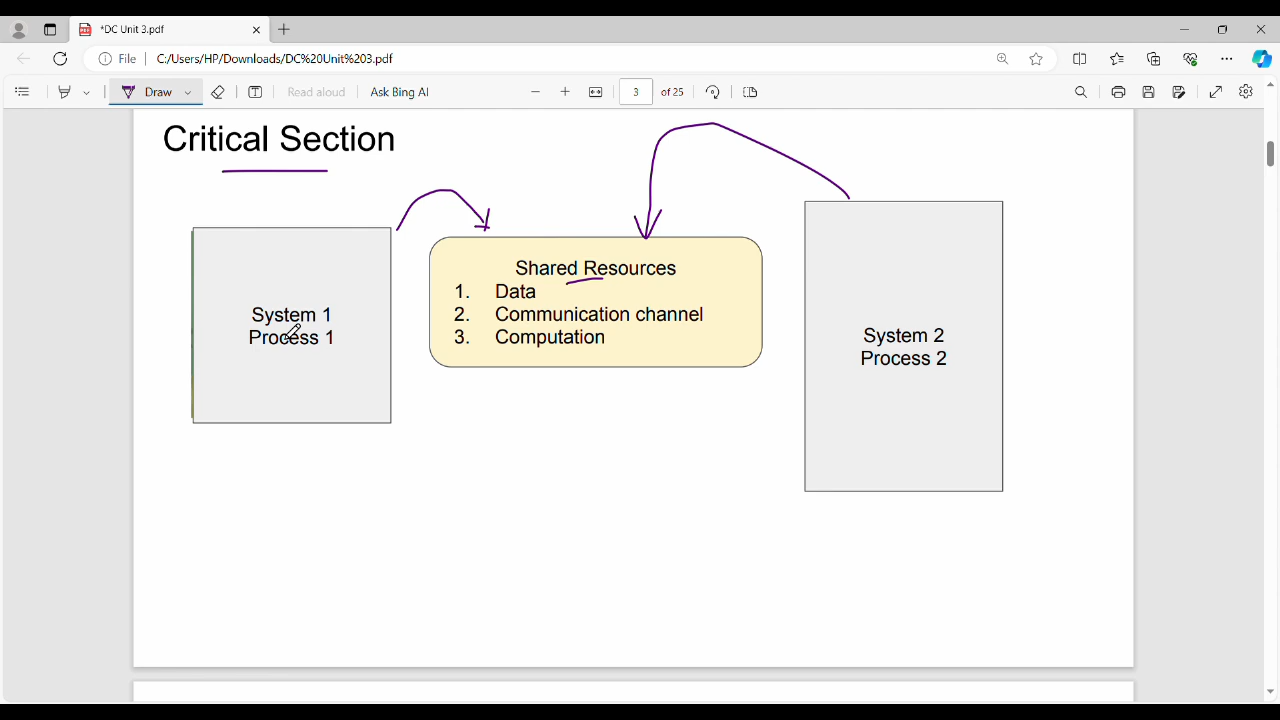 *DC Unit 3.pdf
File
C:/Users/HP/Downloads/DC%20Unit%203.pdf
Draw
Read aloud
Ask Bing AI
3
of 25
Critical Section
System 1
Process 1
Shared Resources
1. Data
2. Communication channel
3. Computation
System 2
Process 2